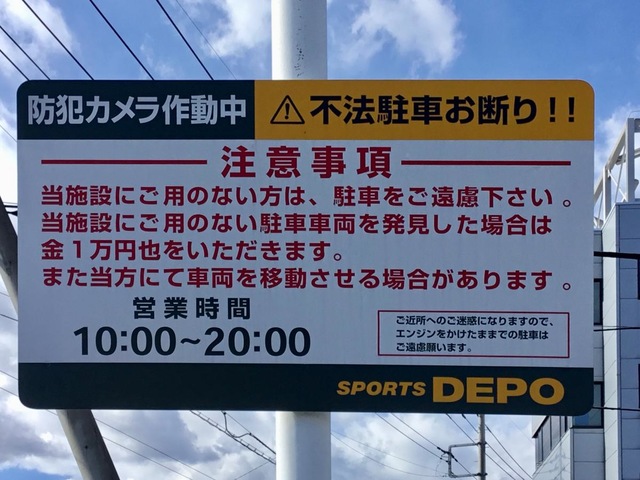 防犯カメラ作動中
⚠不法駐車お断り!!
注意事項
当施設にご用のない方は、駐車をご遠慮下さい。
当施設にご用のない駐車車両を発見した場合は
金1万円也をいただきます。
また当方にて車両を移動させる場合があります。
営業時間
10:00~20:00
ご近所へのご迷惑になりますので、
エンジンをかけたままでの駐車は
ご遠慮願います。
SPORTS DEPO